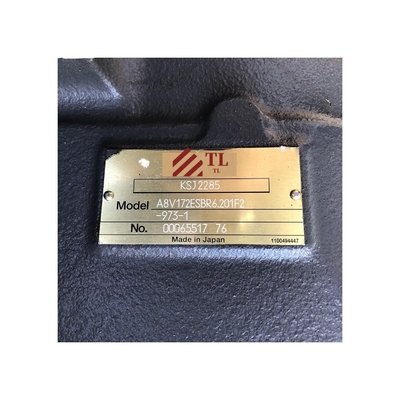 TL
TL
KSJ2285
Model A8V172ESBR6.201F2
-973-1
No. 00065517 76
Made in Japan 1100494447